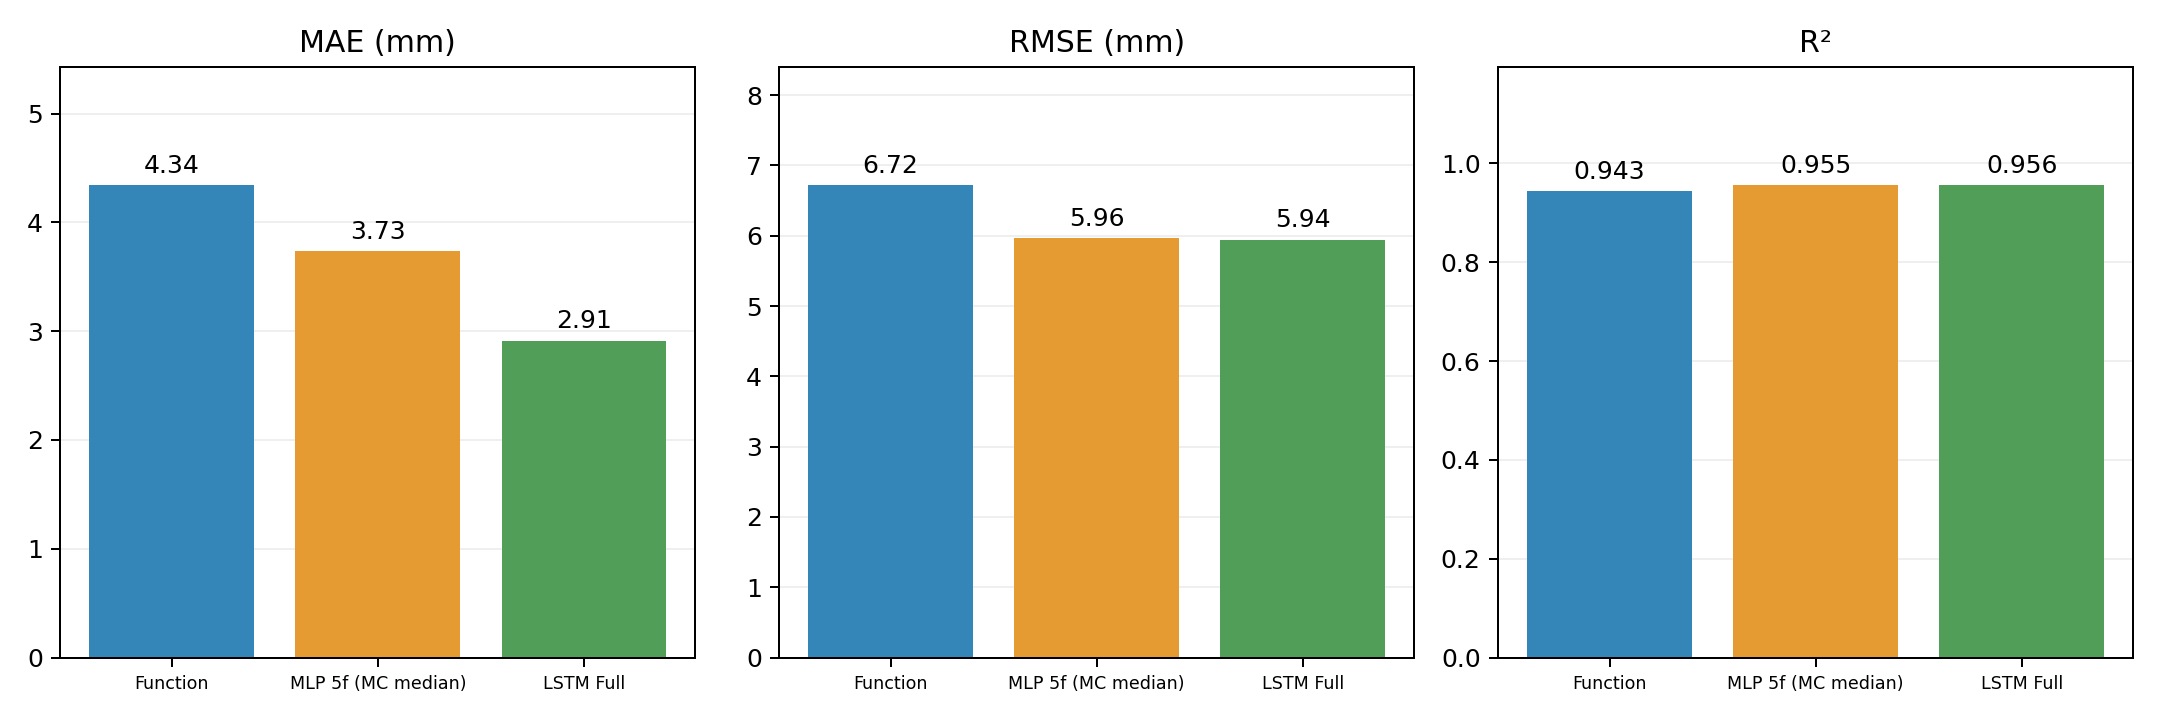 MAE (mm)
5
4
3
2
1
0
4.34
3.73
2.91
Function
MLP 5f (MC median)
LSTM Full
RMSE (mm)
8
7
6
5
4
3
2
1
0
6.72
5.96
5.94
Function
MLP 5f (MC median)
LSTM Full
R²
1.0
0.8
0.6
0.4
0.2
0.0
0.943
0.955
0.956
Function
MLP 5f (MC median)
LSTM Full